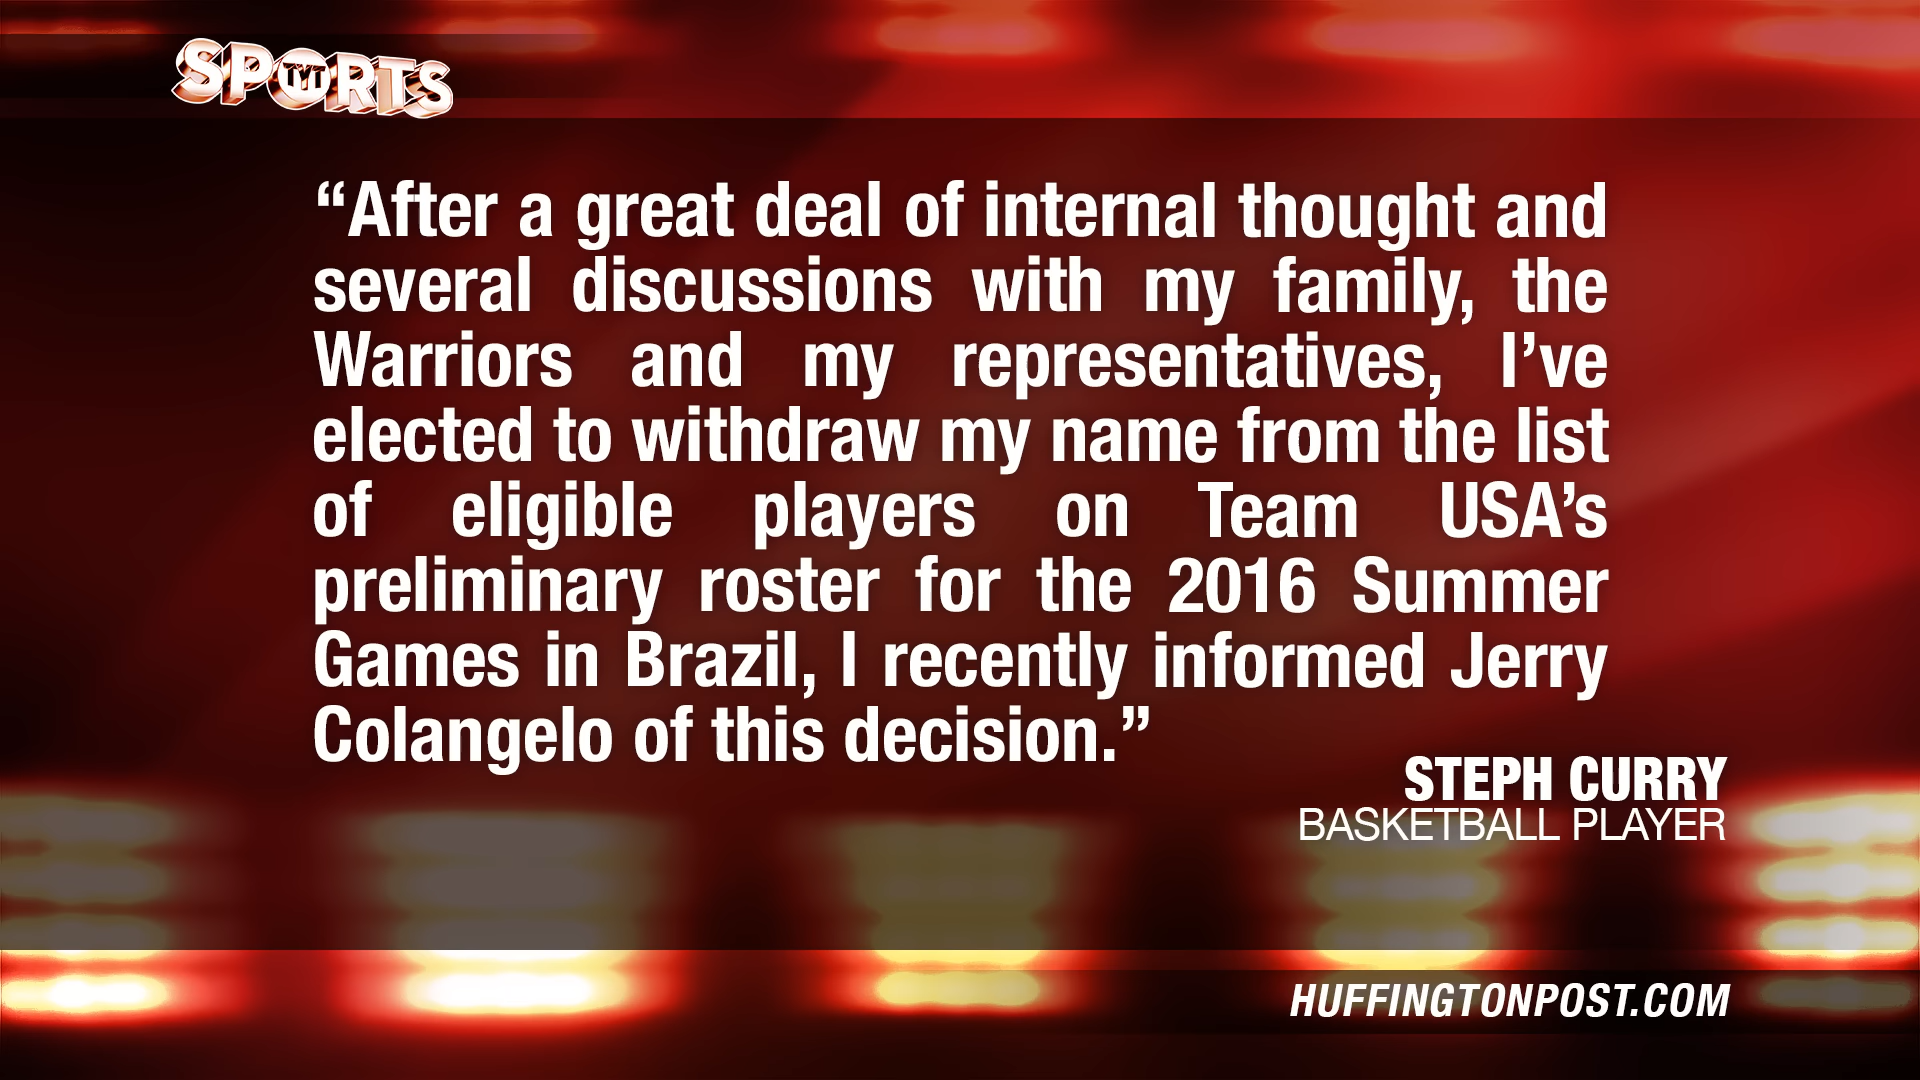 SPORTS
TYT
“After a great deal of internal thought and
several discussions with my family, the
Warriors and my representatives, I’ve
elected to withdraw my name from the list
of eligible players on Team USA’s
preliminary roster for the 2016 Summer
Games in Brazil, I recently informed Jerry
Colangelo of this decision.”
STEPH CURRY
BASKETBALL PLAYER
HUFFINGTONPOST.COM